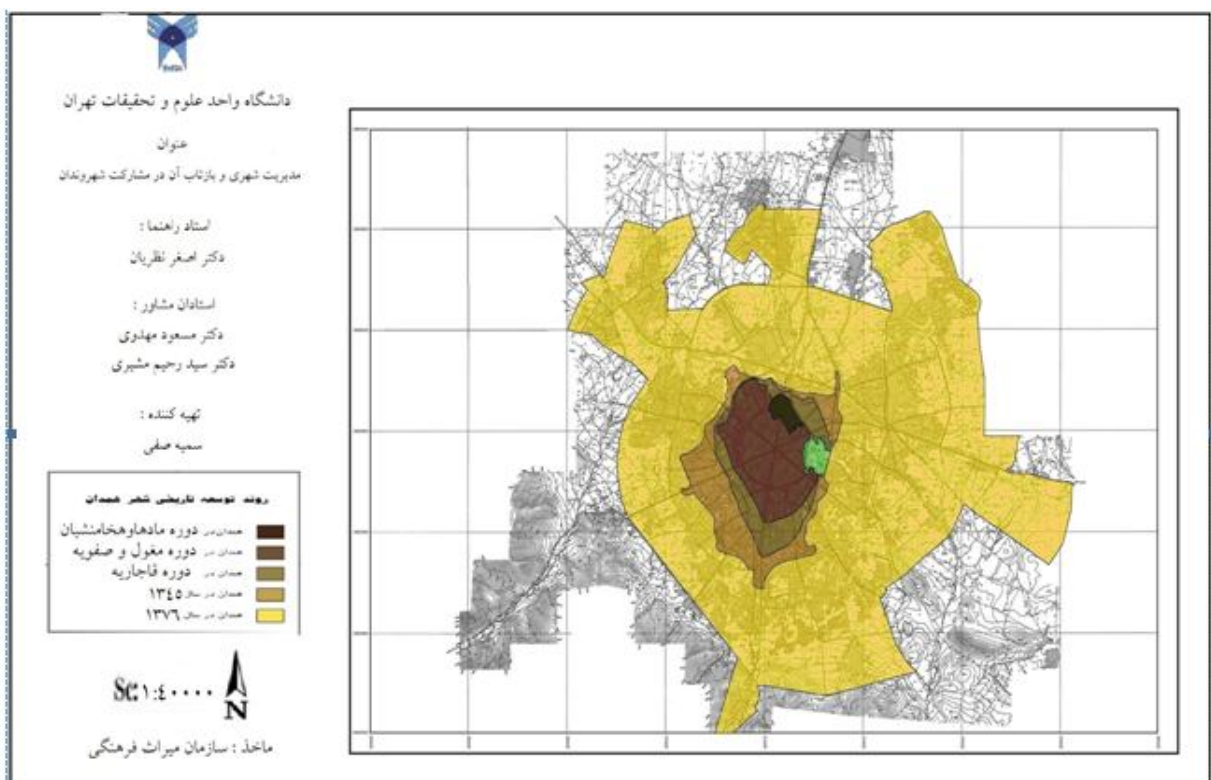 دانشگاه واحد علوم و تحقیقات تهران
عنوان
مدیریت شهری و بازتاب آن در مشارکت شهروندان
استاد راهنما :
دکتر اصغر نظریان
استادان مشاور :
دکتر مسعود مهدوی
دکتر سید رحیم مشیری
تهیه کننده :
سمیه صفی
روند توسعه تاریخی شهر همدان
همدان در دوره مادهاوهخامنشیان
همدان در دوره مغول و صفویه
همدان در دوره قاجاریه
همدان در سال ۱۳٤٥
همدان در سال ۱۳۷٦
Sc: ۱:٤۰۰۰۰
N
ماخذ : سازمان میراث فرهنگی